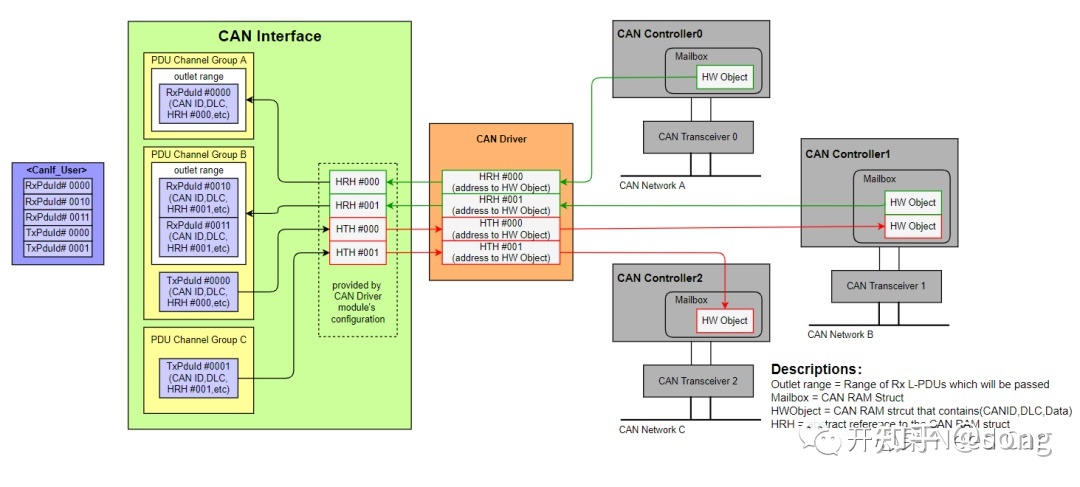 CAN Interface
PDU Channel Group A
outlet range
RxPduId #0000
(CAN ID,DLC,
HRH #000,etc)
PDU Channel Group B
outlet range
RxPduId #0010
(CAN ID,DLC,
HRH #001,etc)
RxPduId #0011
(CAN ID,DLC,
HRH #001,etc)
TxPduId #0000
(CAN ID,DLC,
HRH #000,etc)
PDU Channel Group C
TxPduId #0001
(CAN ID,DLC,
HRH #001,etc)
<CanIf_User>
RxPduId# 0000
RxPduId# 0010
RxPduId# 0011
TxPduId# 0000
TxPduId# 0001
HRH #000
HRH #001
HTH #000
HTH #001
provided by
CAN Driver
module's
configuration
CAN Driver
HRH #000
(address to HW Object)
HRH #001
(address to HW Object)
HTH #000
(address to HW Object)
HTH #001
(address to HW Object)
CAN Controller0
Mailbox
HW Object
CAN Transceiver 0
CAN Network A
CAN Controller1
Mailbox
HW Object
HW Object
CAN Transceiver 1
CAN Network B
CAN Controller2
Mailbox
HW Object
CAN Transceiver 2
CAN Network C
Descriptions:
Outlet range = Range of Rx L-PDUs which will be passed
Mailbox = CAN RAM Struct
HWObject = CAN RAM strcut that contains(CANID,DLC,Data)
HRH = reference to the CAN RAM struct